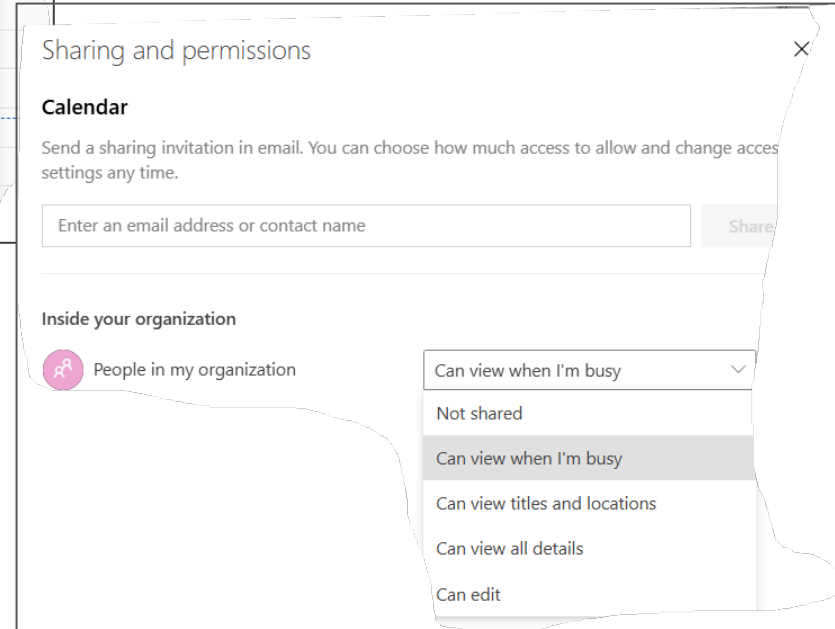 Sharing and permissions
Calendar
Send a sharing invitation in email. You can choose how much access to allow and change
settings any time.
Enter an email address or contact name
Share
Inside your organization
People in my organization
Can view when I'm busy
Not shared
Can view when I'm busy
Can view titles and locations
Can view all details
Can edit